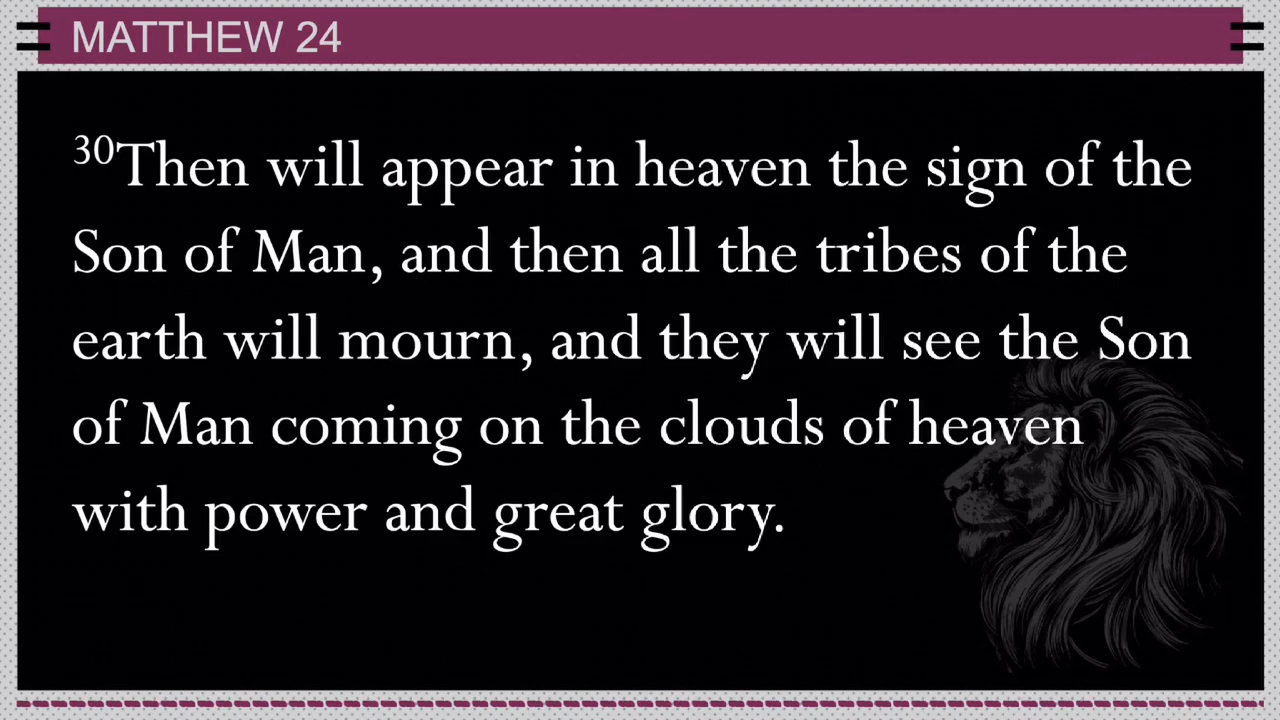 MATTHEW 24
30Then will appear in heaven the sign of the
Son of Man, and then all the tribes of the
earth will mourn, and they will see the Son
of Man coming on the clouds of heaven
with power and great glory.